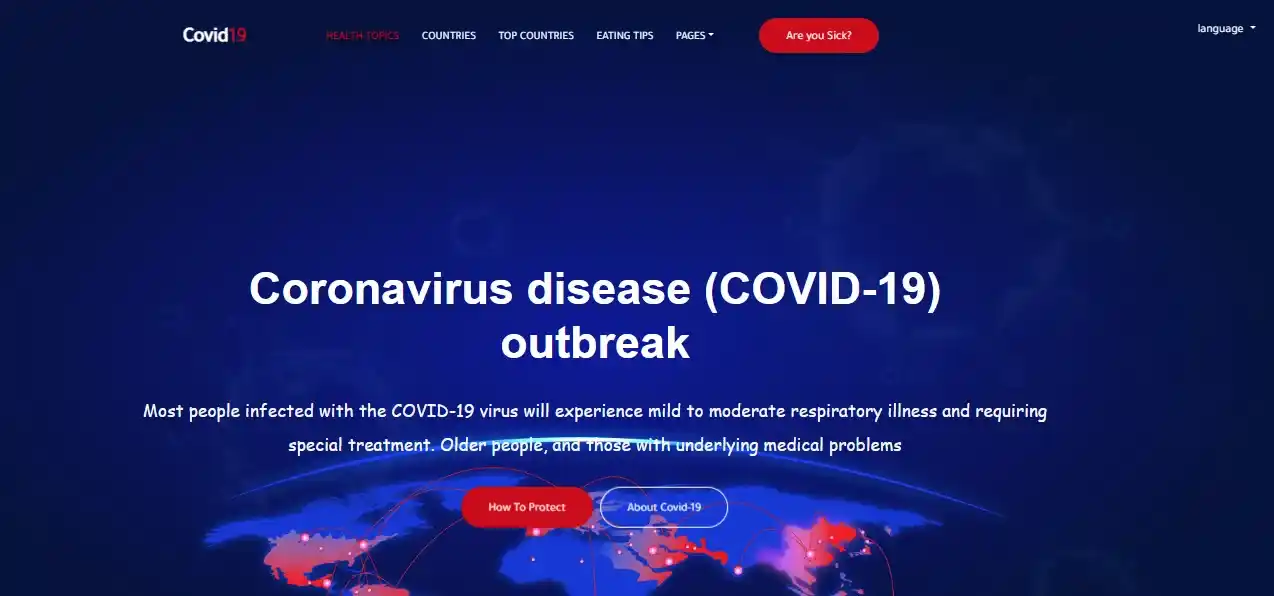 Covid19
HEALTH TOPICS
COUNTRIES
TOP COUNTRIES
EATING TIPS
PAGES
Are you Sick?
language
Coronavirus disease (COVID-19)
outbreak
Most people infected with the COVID-19 virus will experience mild to moderate respiratory illness and requiring
special treatment. Older people, and those with underlying medical problems
How To Protect
About Covid-19